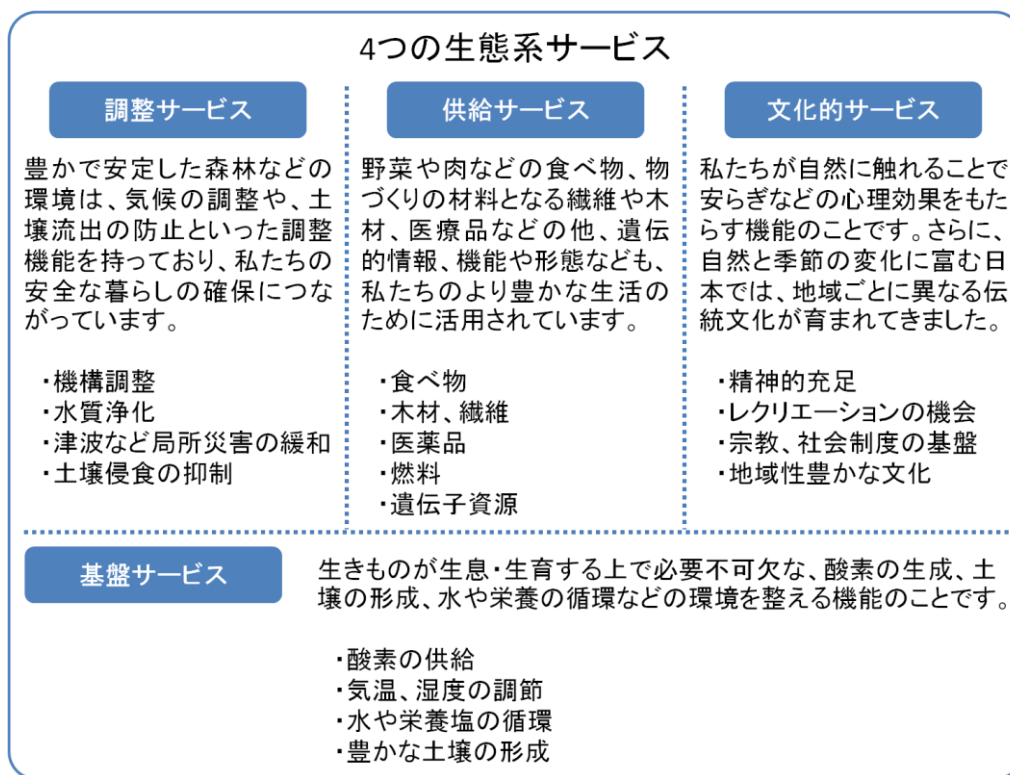 4つの生態系サービス
調整サービス
豊かで安定した森林などの
環境は、気候の調整や、土
壌流出の防止といった調整
機能を持っており、私たちの
安全な暮らしの確保につな
がっています。
・機構調整
・水質浄化
・津波など局所災害の緩和
・土壌侵食の抑制
供給サービス
野菜や肉などの食べ物、物
づくりの材料となる繊維や木
材、医療品などの他、遺伝
的情報、機能や形態なども、
私たちのより豊かな生活の
ために活用されています。
・食べ物
・木材、繊維
・医薬品
・燃料
・遺伝子資源
文化的サービス
私たちが自然に触れることで
安らぎなどの心理効果をもた
らす機能のことです。さらに、
自然と季節の変化に富む日
本では、地域ごとに異なる伝
統文化が育まれてきました。
・精神的充足
・レクリエーションの機会
・宗教、社会制度の基盤
・地域性豊かな文化
基盤サービス
生きものが生息・生育する上で必要不可欠な、酸素の生成、土
壌の形成、水や栄養の循環などの環境を整える機能のことです。
・酸素の供給
・気温、湿度の調節
・水や栄養塩の循環
・豊かな土壌の形成